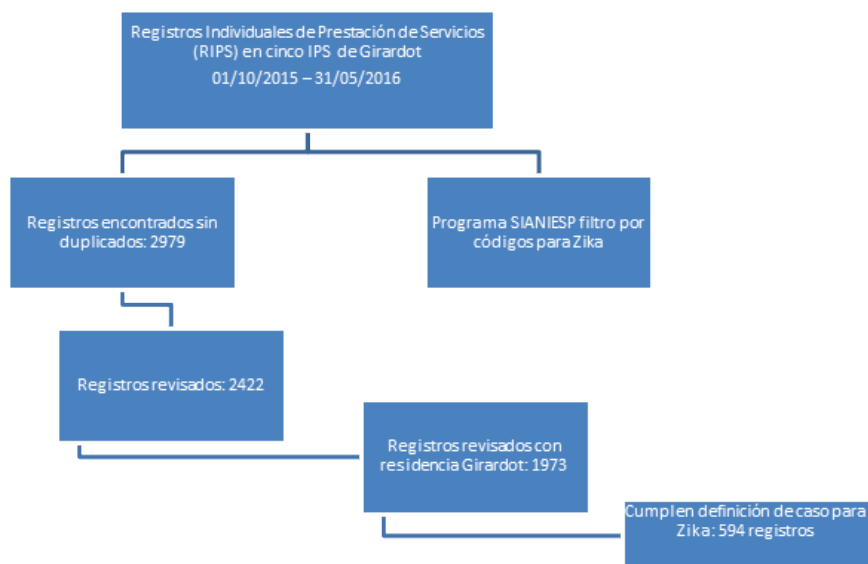 Registros Individuales de Prestación de Servicios
(RIPS) en cinco IPS de Girardot
01/10/2015 – 31/05/2016
Registros encontrados sin
duplicados: 2979
Programa SIANIESP filtro por
códigos para Zika
Registros revisados: 2422
Registros revisados con
residencia Girardot: 1973
Cumplen definición de caso para
Zika: 594 registros